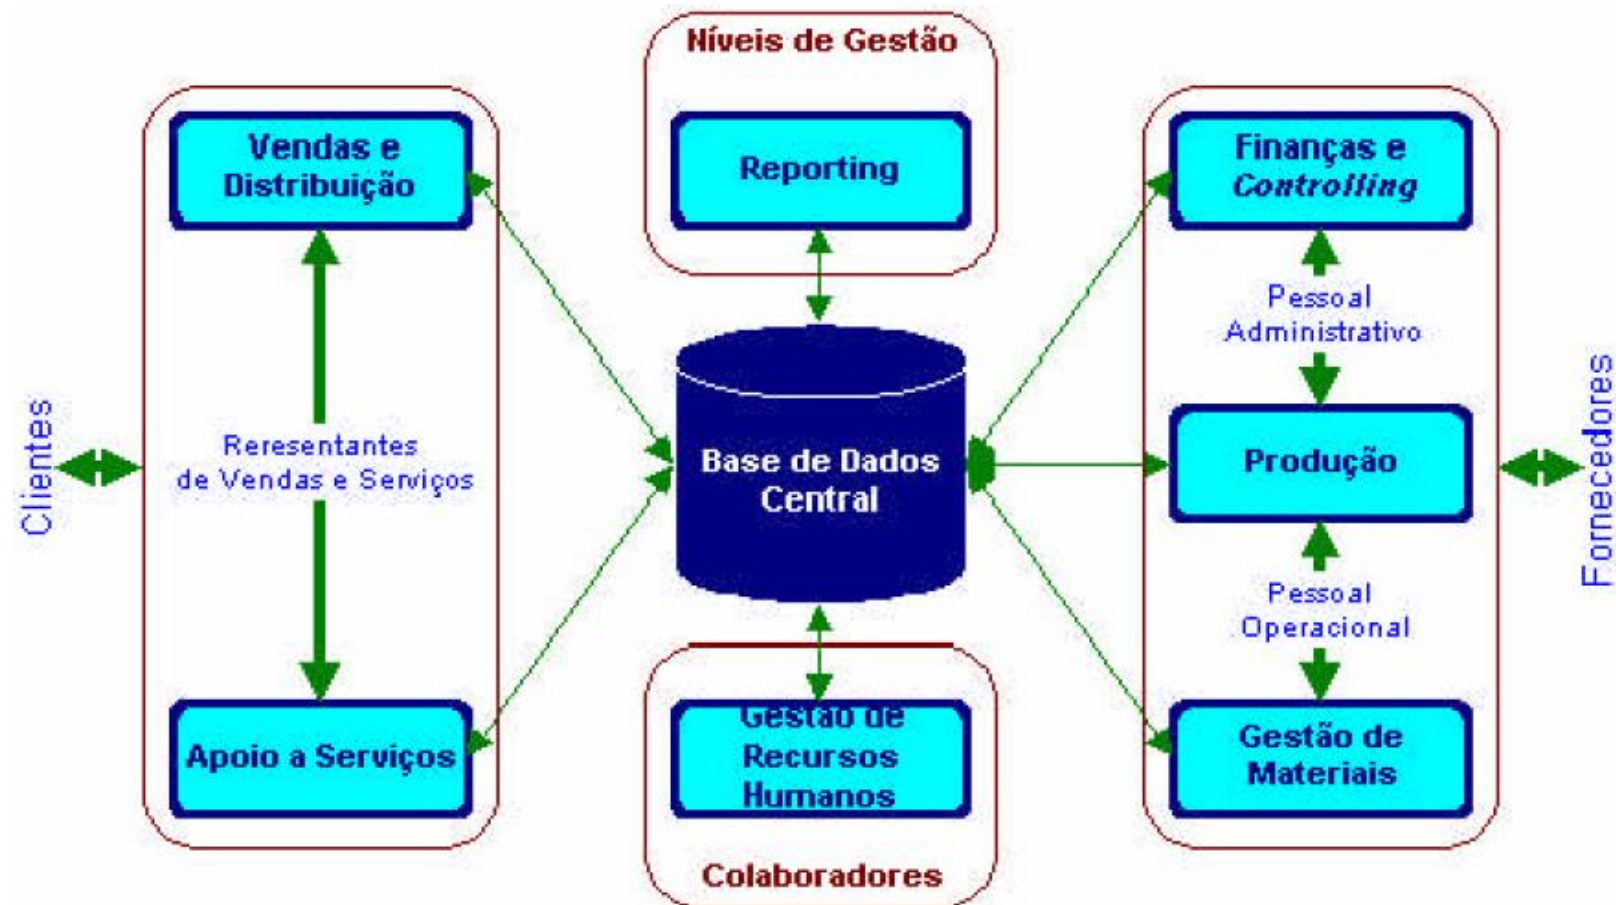 Níveis de Gestão
Vendas e
Distribuição
Reporting
Finanças e
Controlling
Pessoal
Administrativo
Clientes
Reresentantes
de Vendas e Serviços
Base de Dados
Central
Produção
Fornecedores
Pessoal
Operacional
Apoio a Serviços
Gestão de
Recursos
Humanos
Gestão de
Materiais
Colaboradores